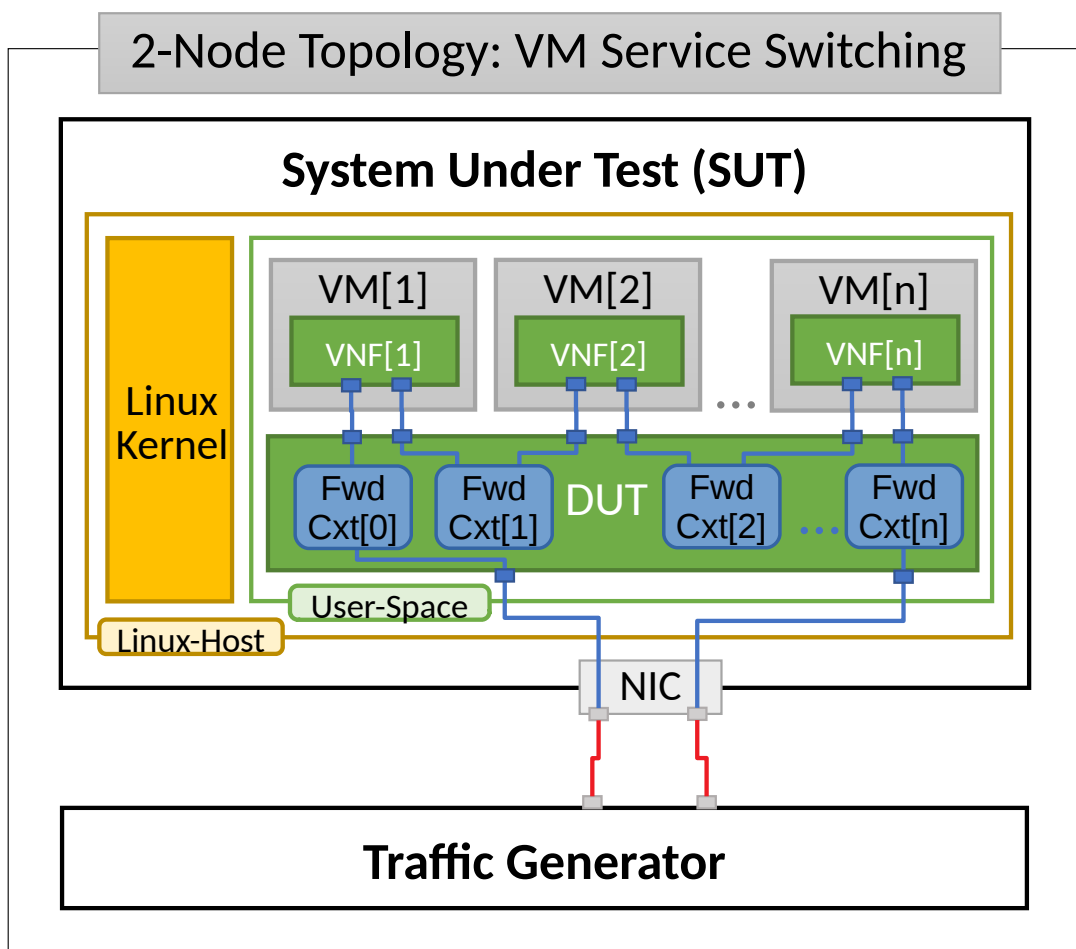 2-Node Topology: VM Service Switching
System Under Test (SUT)
Linux
Kernel
VM[1]
VNF[1]
VM[2]
VNF[2]
...
VM[n]
VNF[n]
Fwd
Cxt[0]
Fwd
Cxt[1]
DUT
Fwd
Cxt[2]
...
Fwd
Cxt[n]
User-Space
Linux-Host
NIC
Traffic Generator